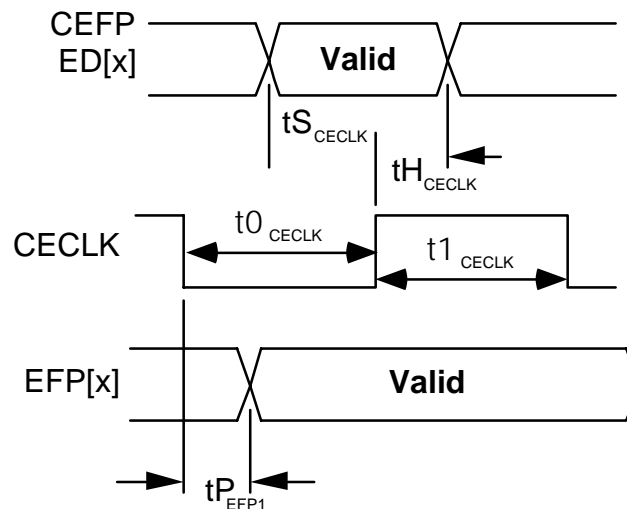 CEFP
ED[x]
Valid
tS CECLK
tH CECLK
CECLK
t0 CECLK
t1 CECLK
EFP[x]
Valid
tP EFP1